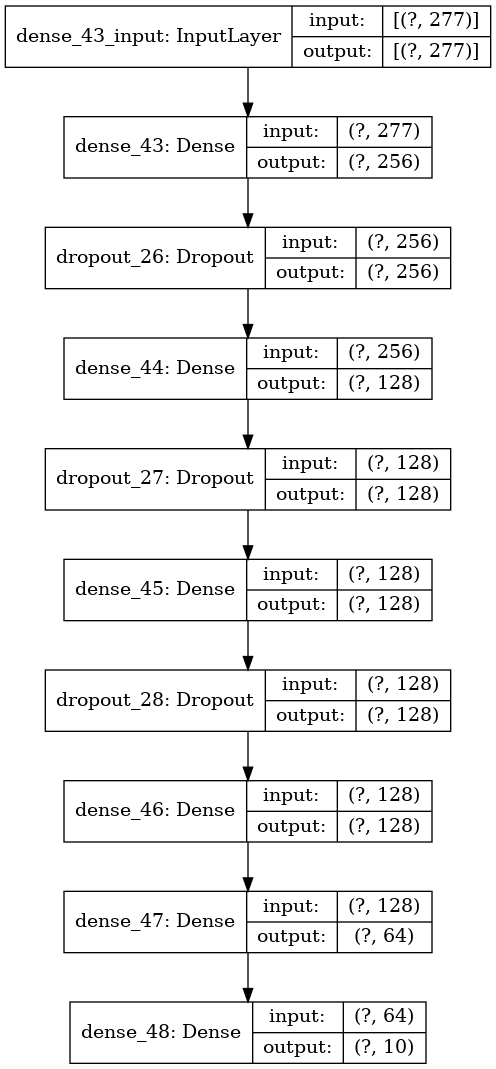 dense_43_input: InputLayer input: [(?, 277)]
output: [(?, 277)]
dense_43: Dense input: (?, 277)
output: (?, 256)
dropout_26: Dropout input: (?, 256)
output: (?, 256)
dense_44: Dense input: (?, 256)
output: (?, 128)
dropout_27: Dropout input: (?, 128)
output: (?, 128)
dense_45: Dense input: (?, 128)
output: (?, 128)
dropout_28: Dropout input: (?, 128)
output: (?, 128)
dense_46: Dense input: (?, 128)
output: (?, 128)
dense_47: Dense input: (?, 128)
output: (?, 64)
dense_48: Dense input: (?, 64)
output: (?, 10)